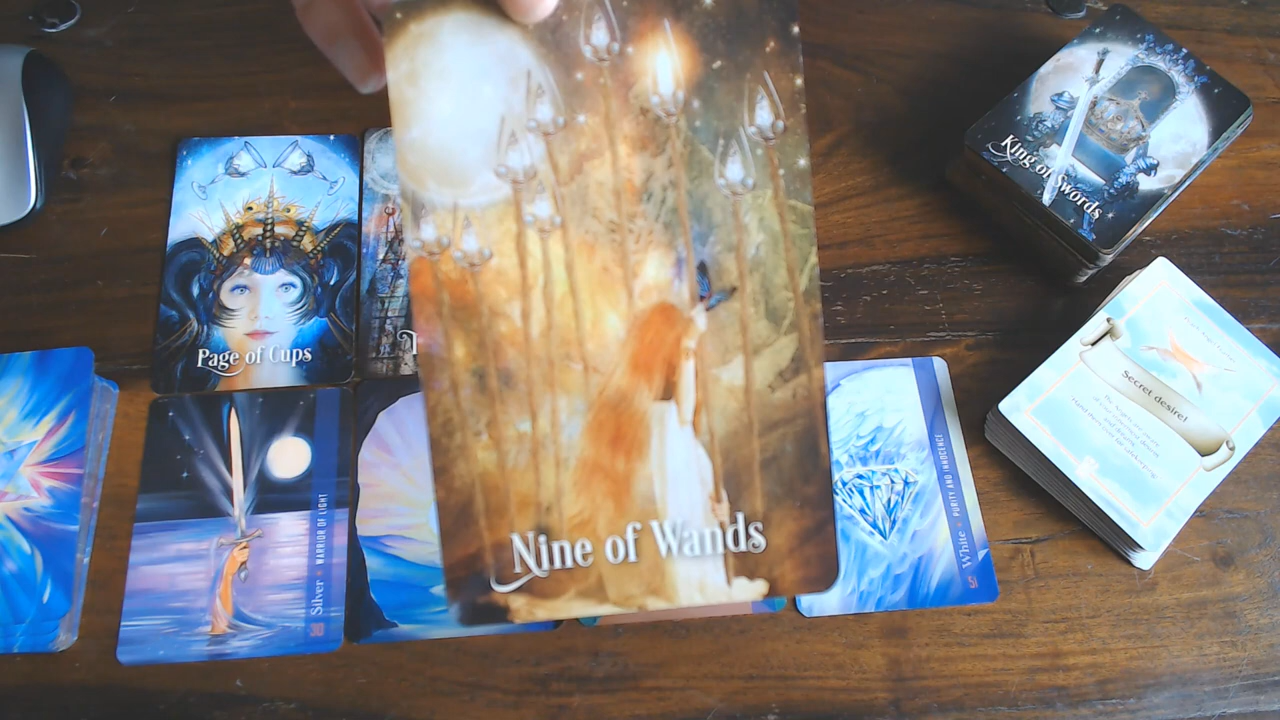 Nine of Wands
Page of Cups
King of Swords
Secret desire!
Silver • WARRIOR OF LIGHT
30
White • PURITY AND INNOCENCE
51